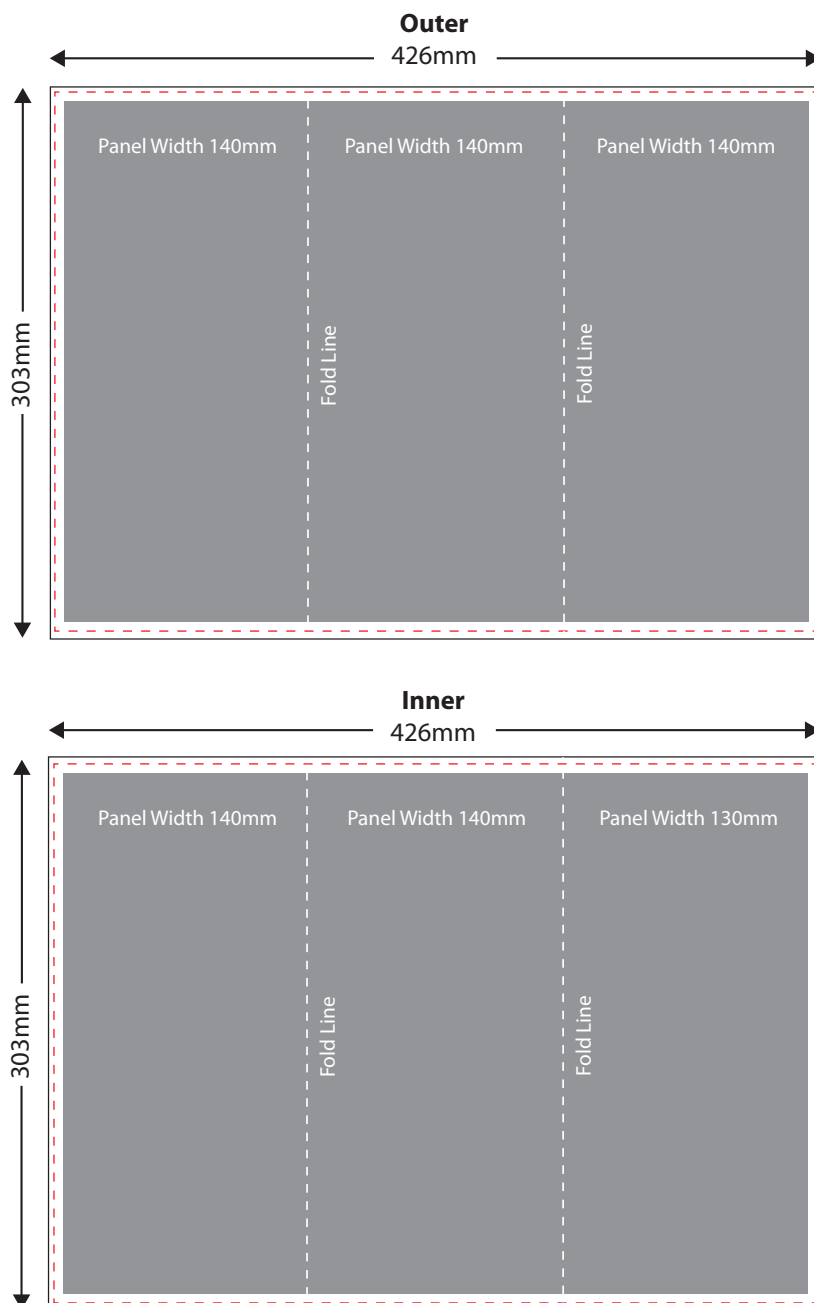 Outer
426mm
Panel Width 140mm
Panel Width 140mm
Panel Width 140mm
303mm
Fold Line
Fold Line
Inner
426mm
Panel Width 140mm
Panel Width 140mm
Panel Width 130mm
303mm
Fold Line
Fold Line